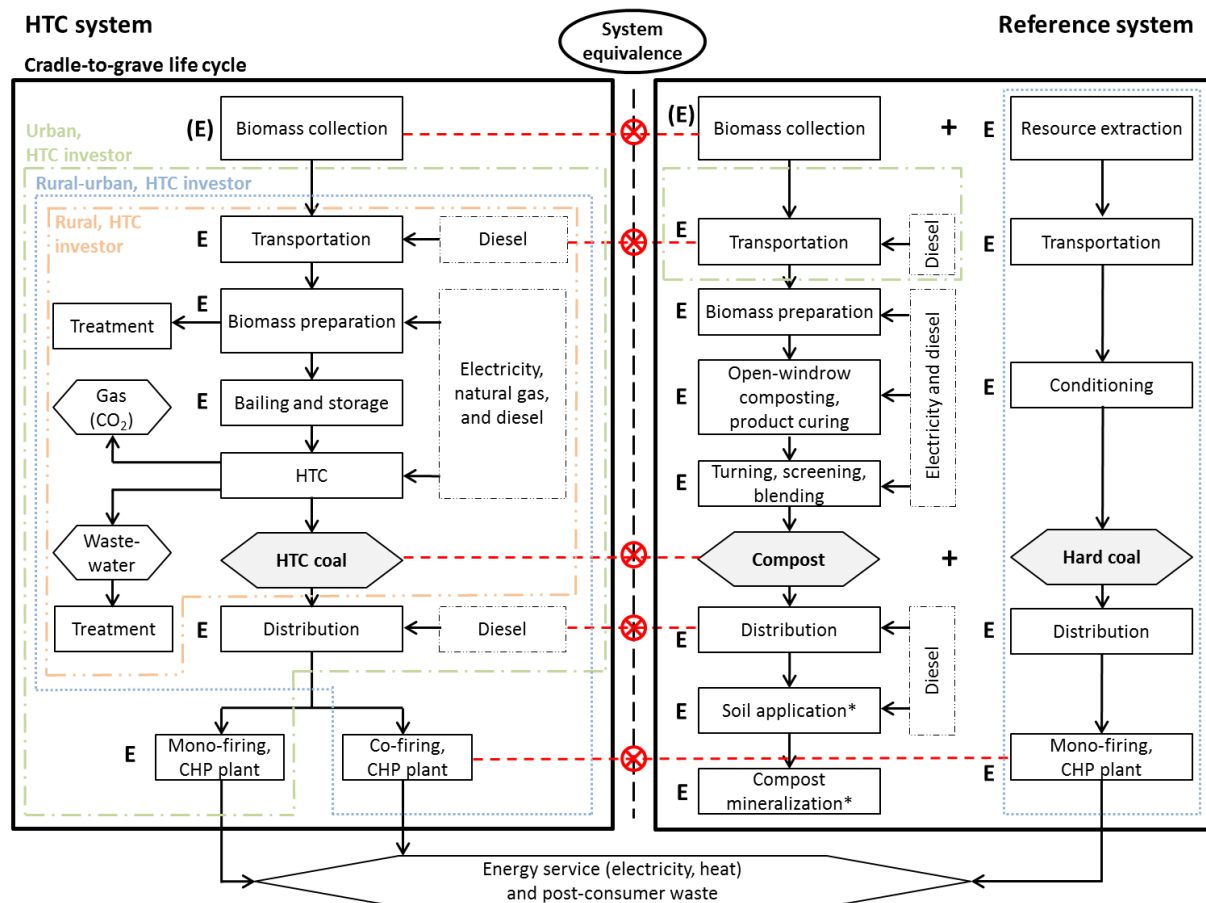 HTC system
System
equivalence
Reference system
Cradle-to-grave life cycle
Urban,
HTC investor
(E)
Biomass collection
Rural-urban, HTC investor
Rural, HTC
investor
E
Transportation
Diesel
E
Treatment
Biomass preparation
Gas
(CO₂)
E
Bailing and storage
Electricity,
natural gas,
and diesel
HTC
Waste-
water
HTC coal
Treatment
E
Distribution
Diesel
E
Mono-firing,
CHP plant
Co-firing,
CHP plant
(E)
Biomass collection
+
E
Transportation
Diesel
E
Biomass preparation
E
Open-windrow
composting,
product curing
Electricity and diesel
E
Turning, screening,
blending
Compost
+
E
Distribution
Diesel
E
Soil application*
E
Compost
mineralization*
E
Resource extraction
E
Transportation
E
Conditioning
Hard coal
E
Distribution
E
Mono-firing,
CHP plant
Energy service (electricity, heat)
and post-consumer waste